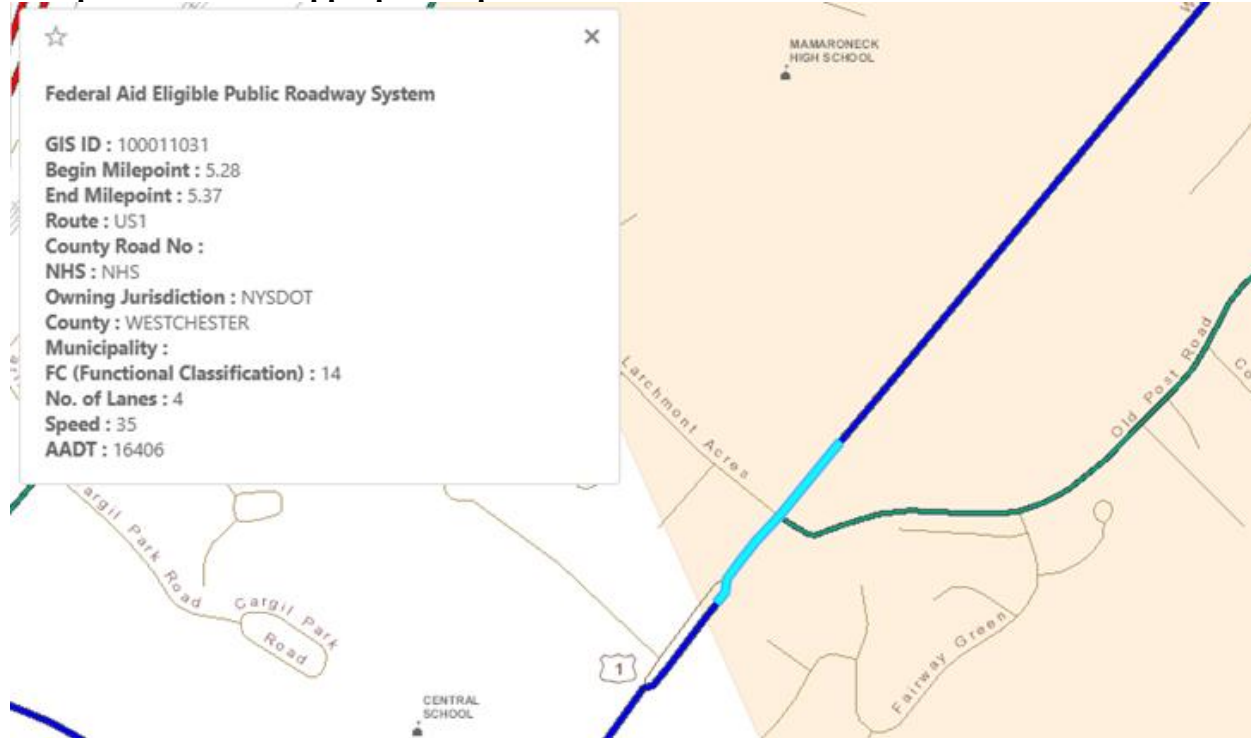 Federal Aid Eligible Public Roadway System
GIS ID : 100011031
Begin Milepoint : 5.28
End Milepoint : 5.37
Route : US1
County Road No :
NHS : NHS
Owning Jurisdiction : NYSDOT
County : WESTCHESTER
Municipality :
FC (Functional Classification) : 14
No. of Lanes : 4
Speed : 35
AADT : 16406
MAMARONECK
HIGH SCHOOL
Larchmont Acres
Old Post Road
Park Road
Cargil Park
Road
1
Fairway Green
CENTRAL
SCHOOL